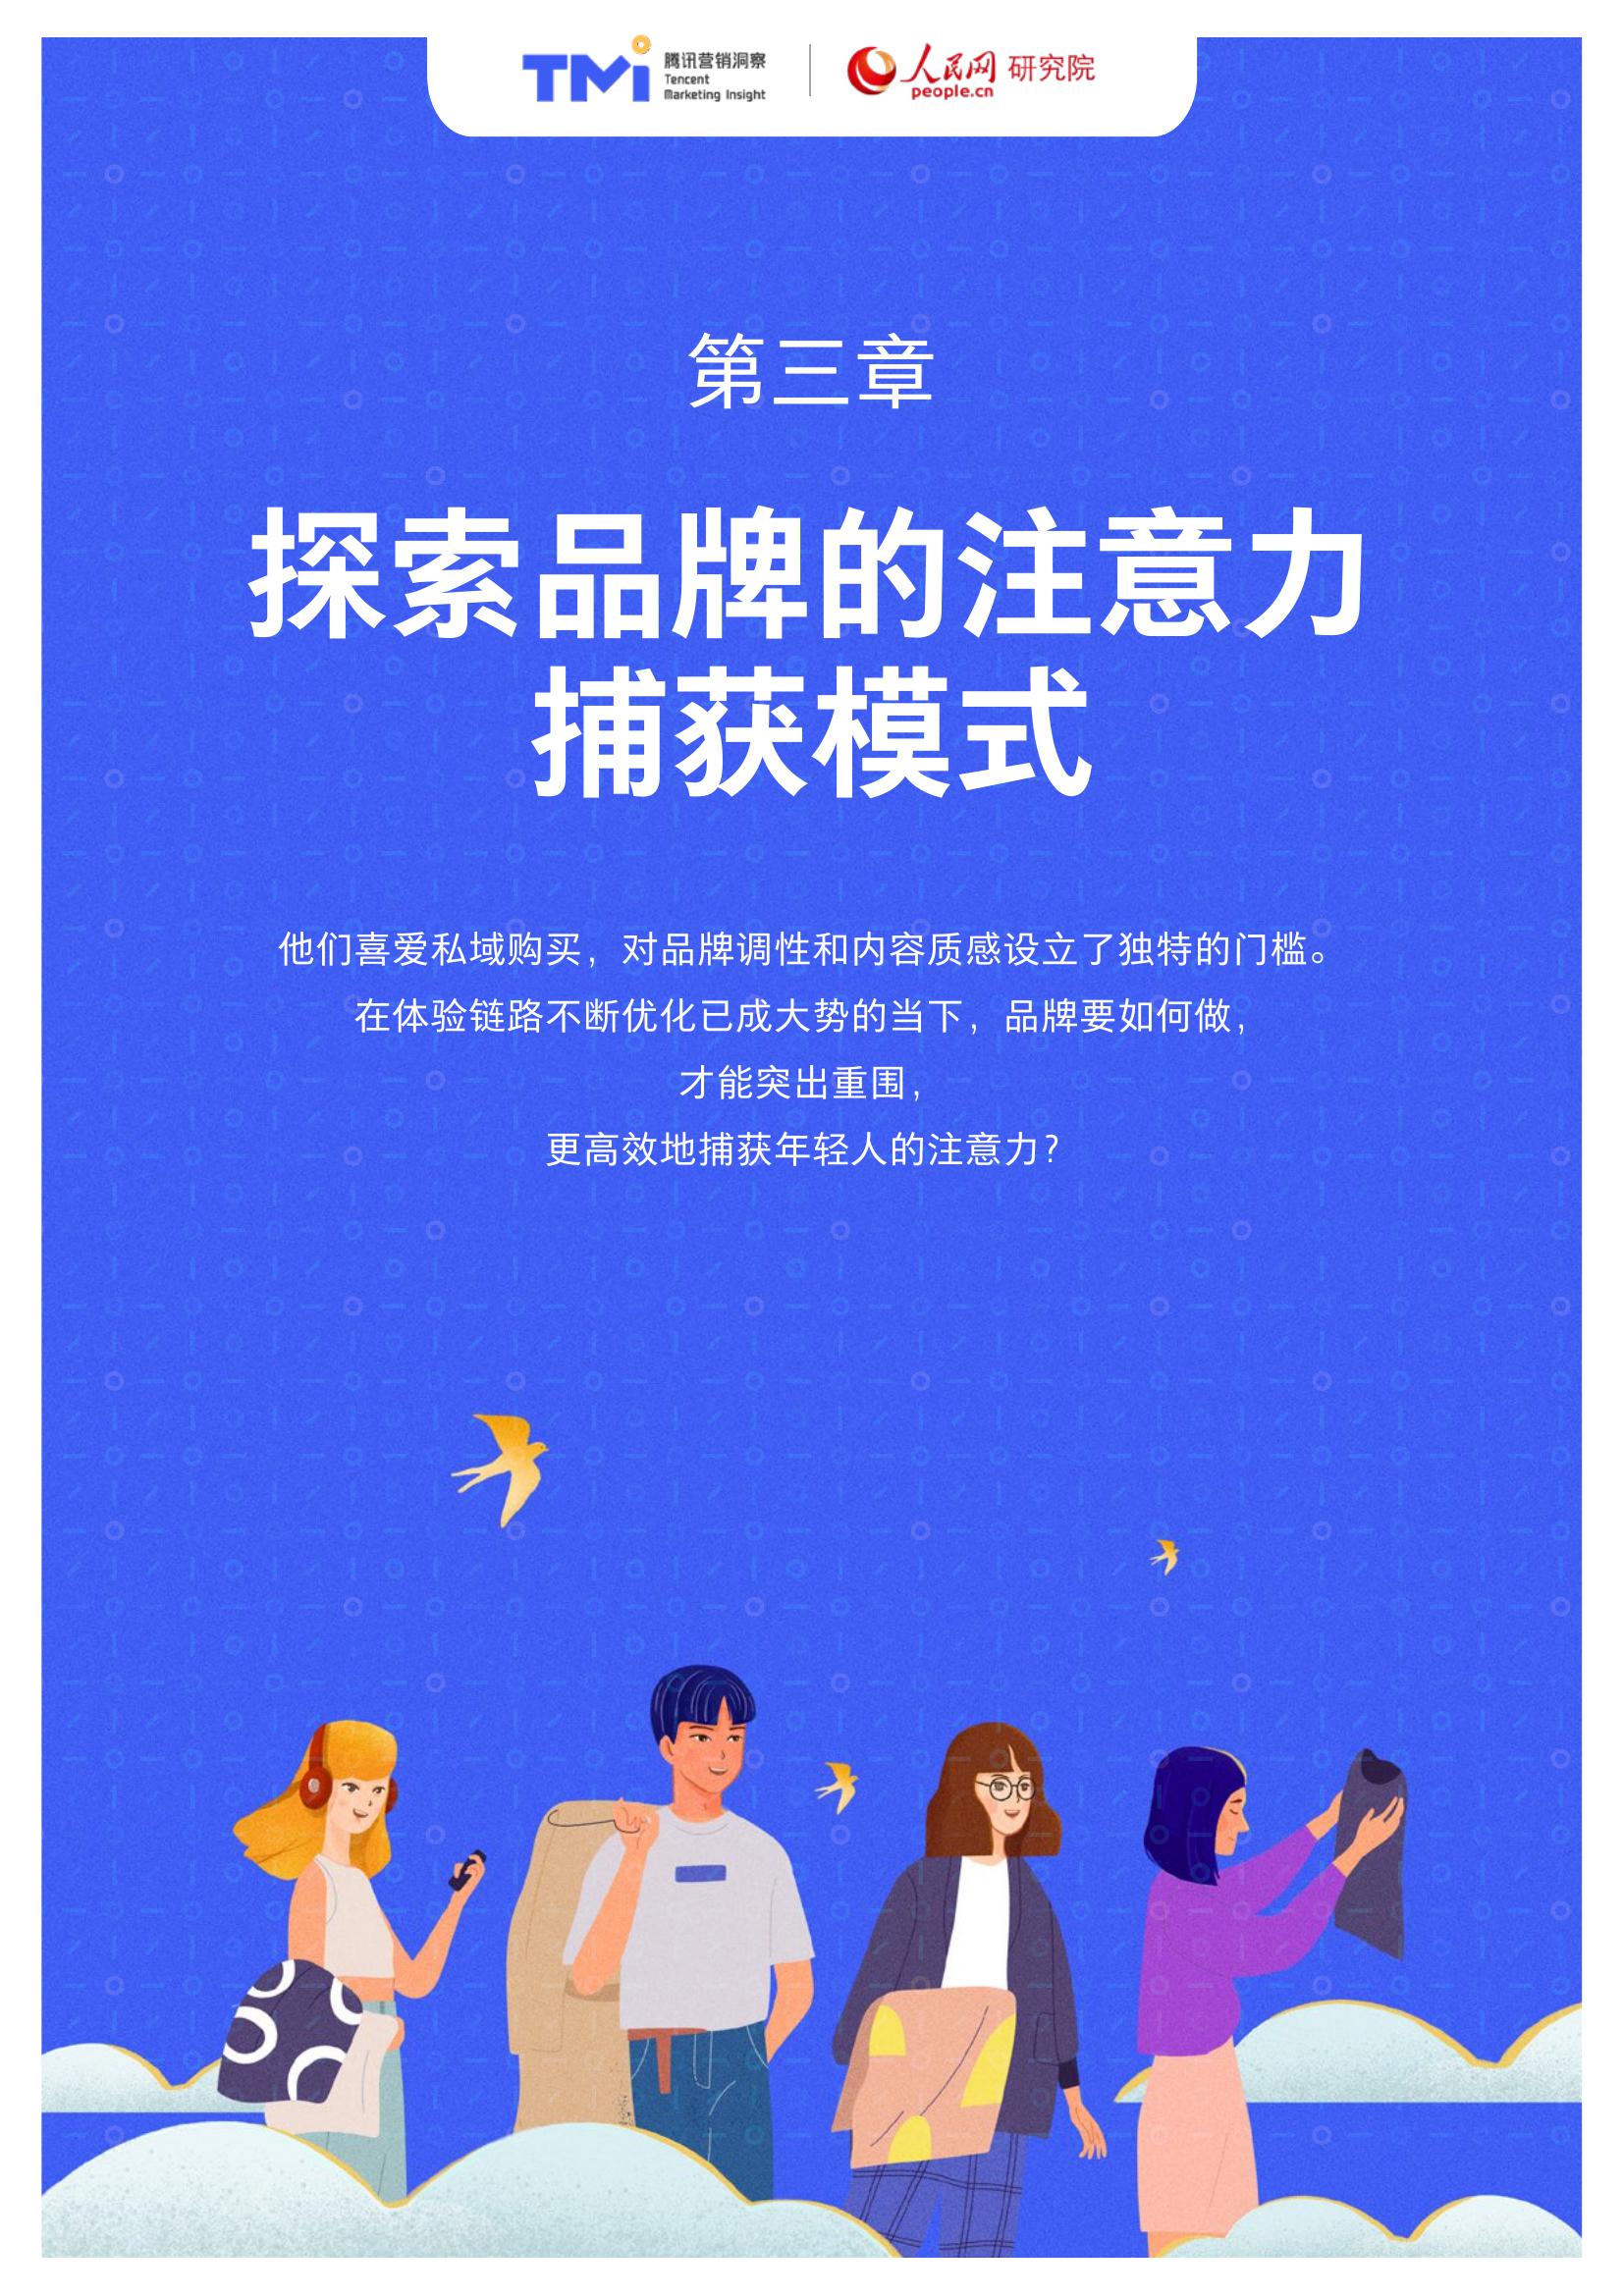 TMi
腾讯营销洞察
Tencent
Marketing Insight
人民网 研究院
people.cn
第三章
探索品牌的注意力
捕获模式
他们喜爱私域购买，对品牌调性和内容质感设立了独特的门槛。
在体验链路不断优化已成大势的当下，品牌要如何做，
才能突出重围，
更高效地捕获年轻人的注意力？